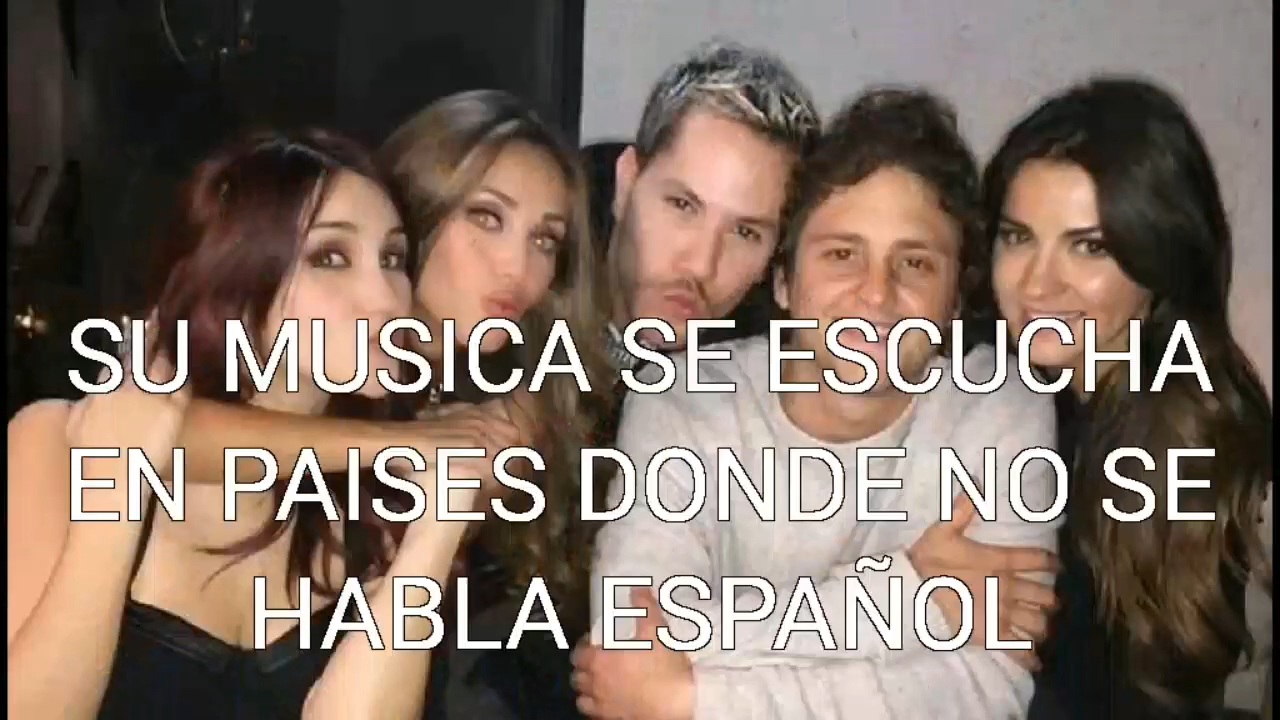 SU MUSICA SE ESCUCHA
EN PAISES DONDE NO SE
HABLA ESPAÑOL